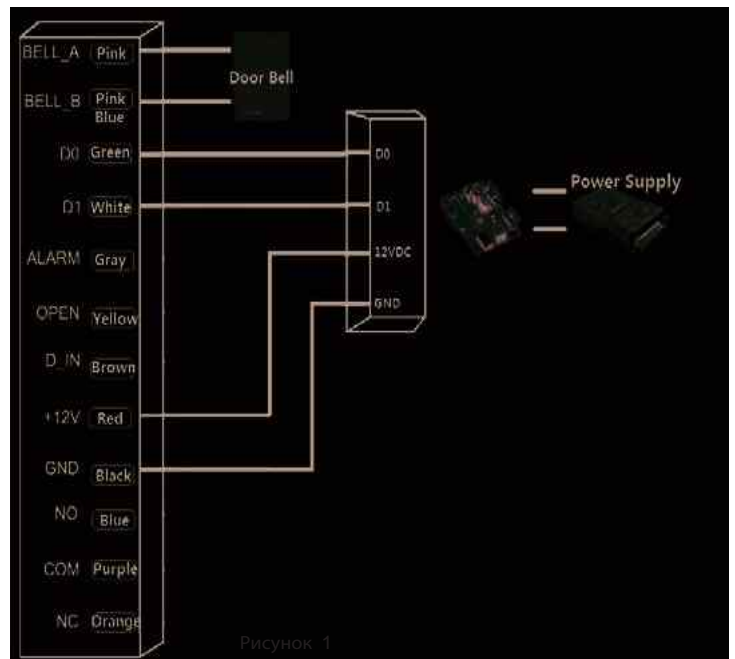 BELL_A Pink
Door Bell
BELL_B Pink
Blue
D0 Green D0
D1 White D1
Power Supply
ALARM Gray 12VDC
OPEN Yellow GND
D_IN Brown
+12V Red
GND Black
NO Blue
COM Purple
NC Orange
Рисунок 1